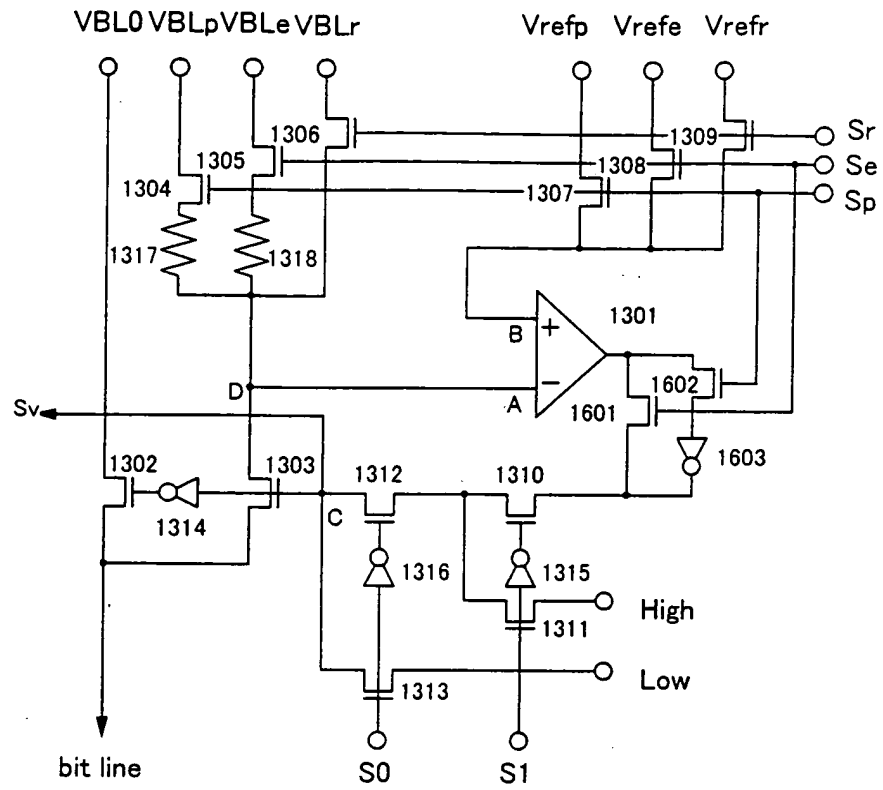 VBL0 VBLp VBLe VBLr Vrefp Vrefe Vrefr
1306 1309 Sr
1305 1308 Se
1304 1307 Sp
1317 1318
B + 1301
D A − 1602
Sv 1601
1302 1303 1312 1310 1603
1314 C
1316 1315
1311 High
1313 Low
bit line S0 S1